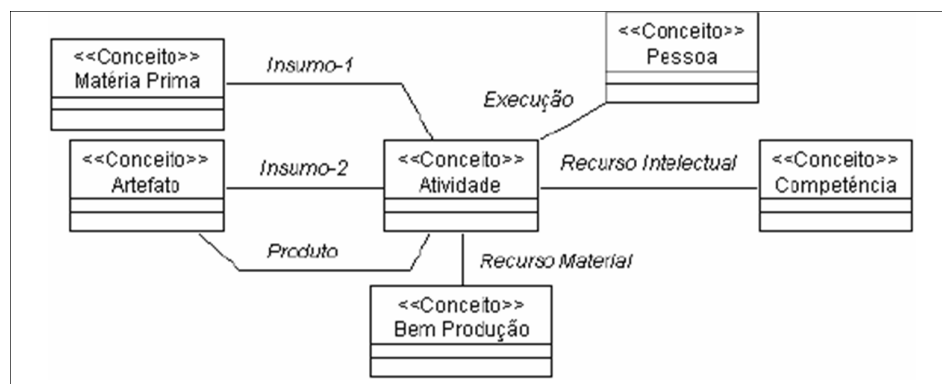 <<Conceito>>
Matéria Prima
Insumo-1
<<Conceito>>
Pessoa
Execução
<<Conceito>>
Artefato
Insumo-2
<<Conceito>>
Atividade
Recurso Intelectual
<<Conceito>>
Competência
Produto
Recurso Material
<<Conceito>>
Bem Produção